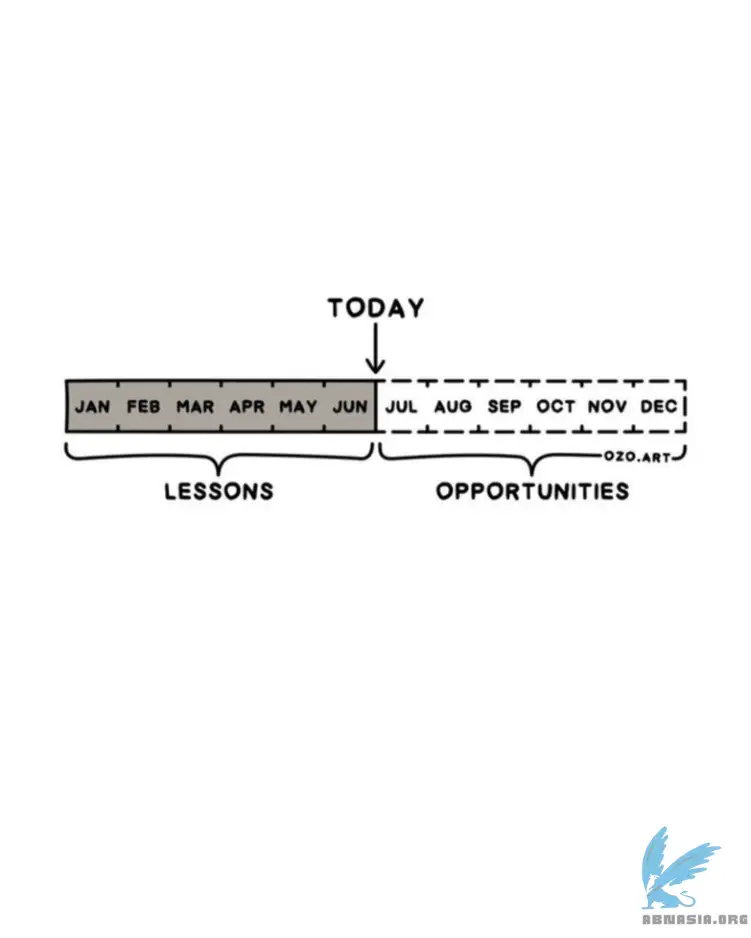 TODAY
JAN FEB MAR APR MAY JUN JUL AUG SEP OCT NOV DEC
OZO.ART
LESSONS OPPORTUNITIES
ABNASIA.ORG